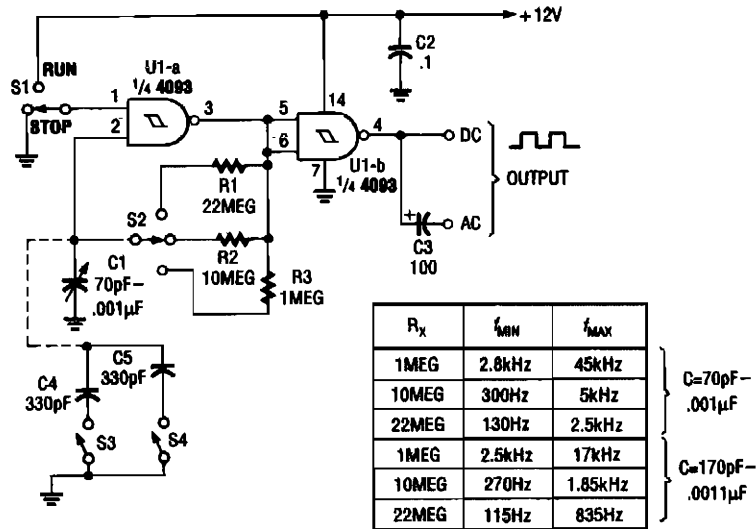 +12V
RUN
S1
STOP
U1-a
1/4 4093
1
2
3
C2
.1
14
5
6
4
7
U1-b
1/4 4093
DC
OUTPUT
AC
+
C3
100
R1
22MEG
S2
R2
10MEG
R3
1MEG
C1
70pF–
.001µF
C4
330pF
C5
330pF
S3
S4
RX fMIN fMAX
1MEG 2.8kHz 45kHz
10MEG 300Hz 5kHz
22MEG 130Hz 2.5kHz
C=70pF–
.001µF
1MEG 2.5kHz 17kHz
10MEG 270Hz 1.85kHz
22MEG 115Hz 835Hz
C=170pF–
.0011µF